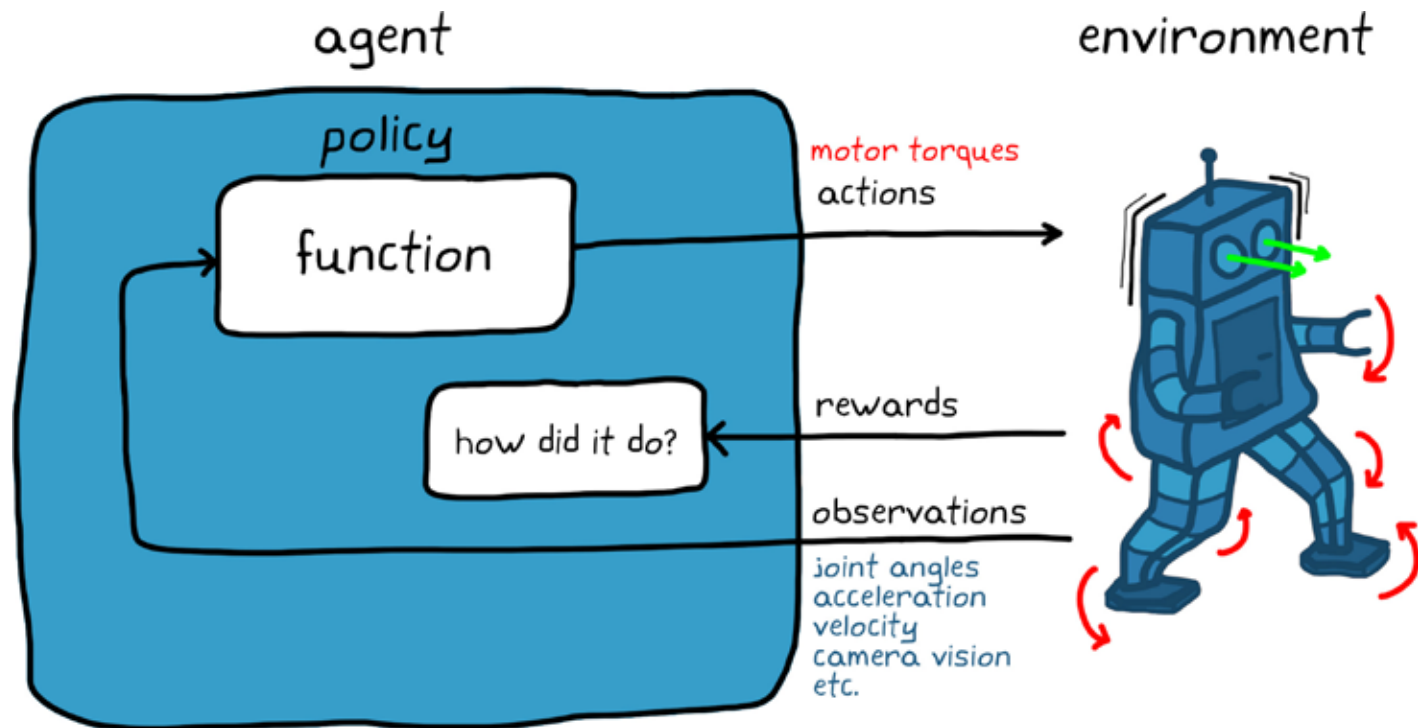 agent
environment
policy
function
motor torques
actions
how did it do?
rewards
observations
joint angles
acceleration
velocity
camera vision
etc.